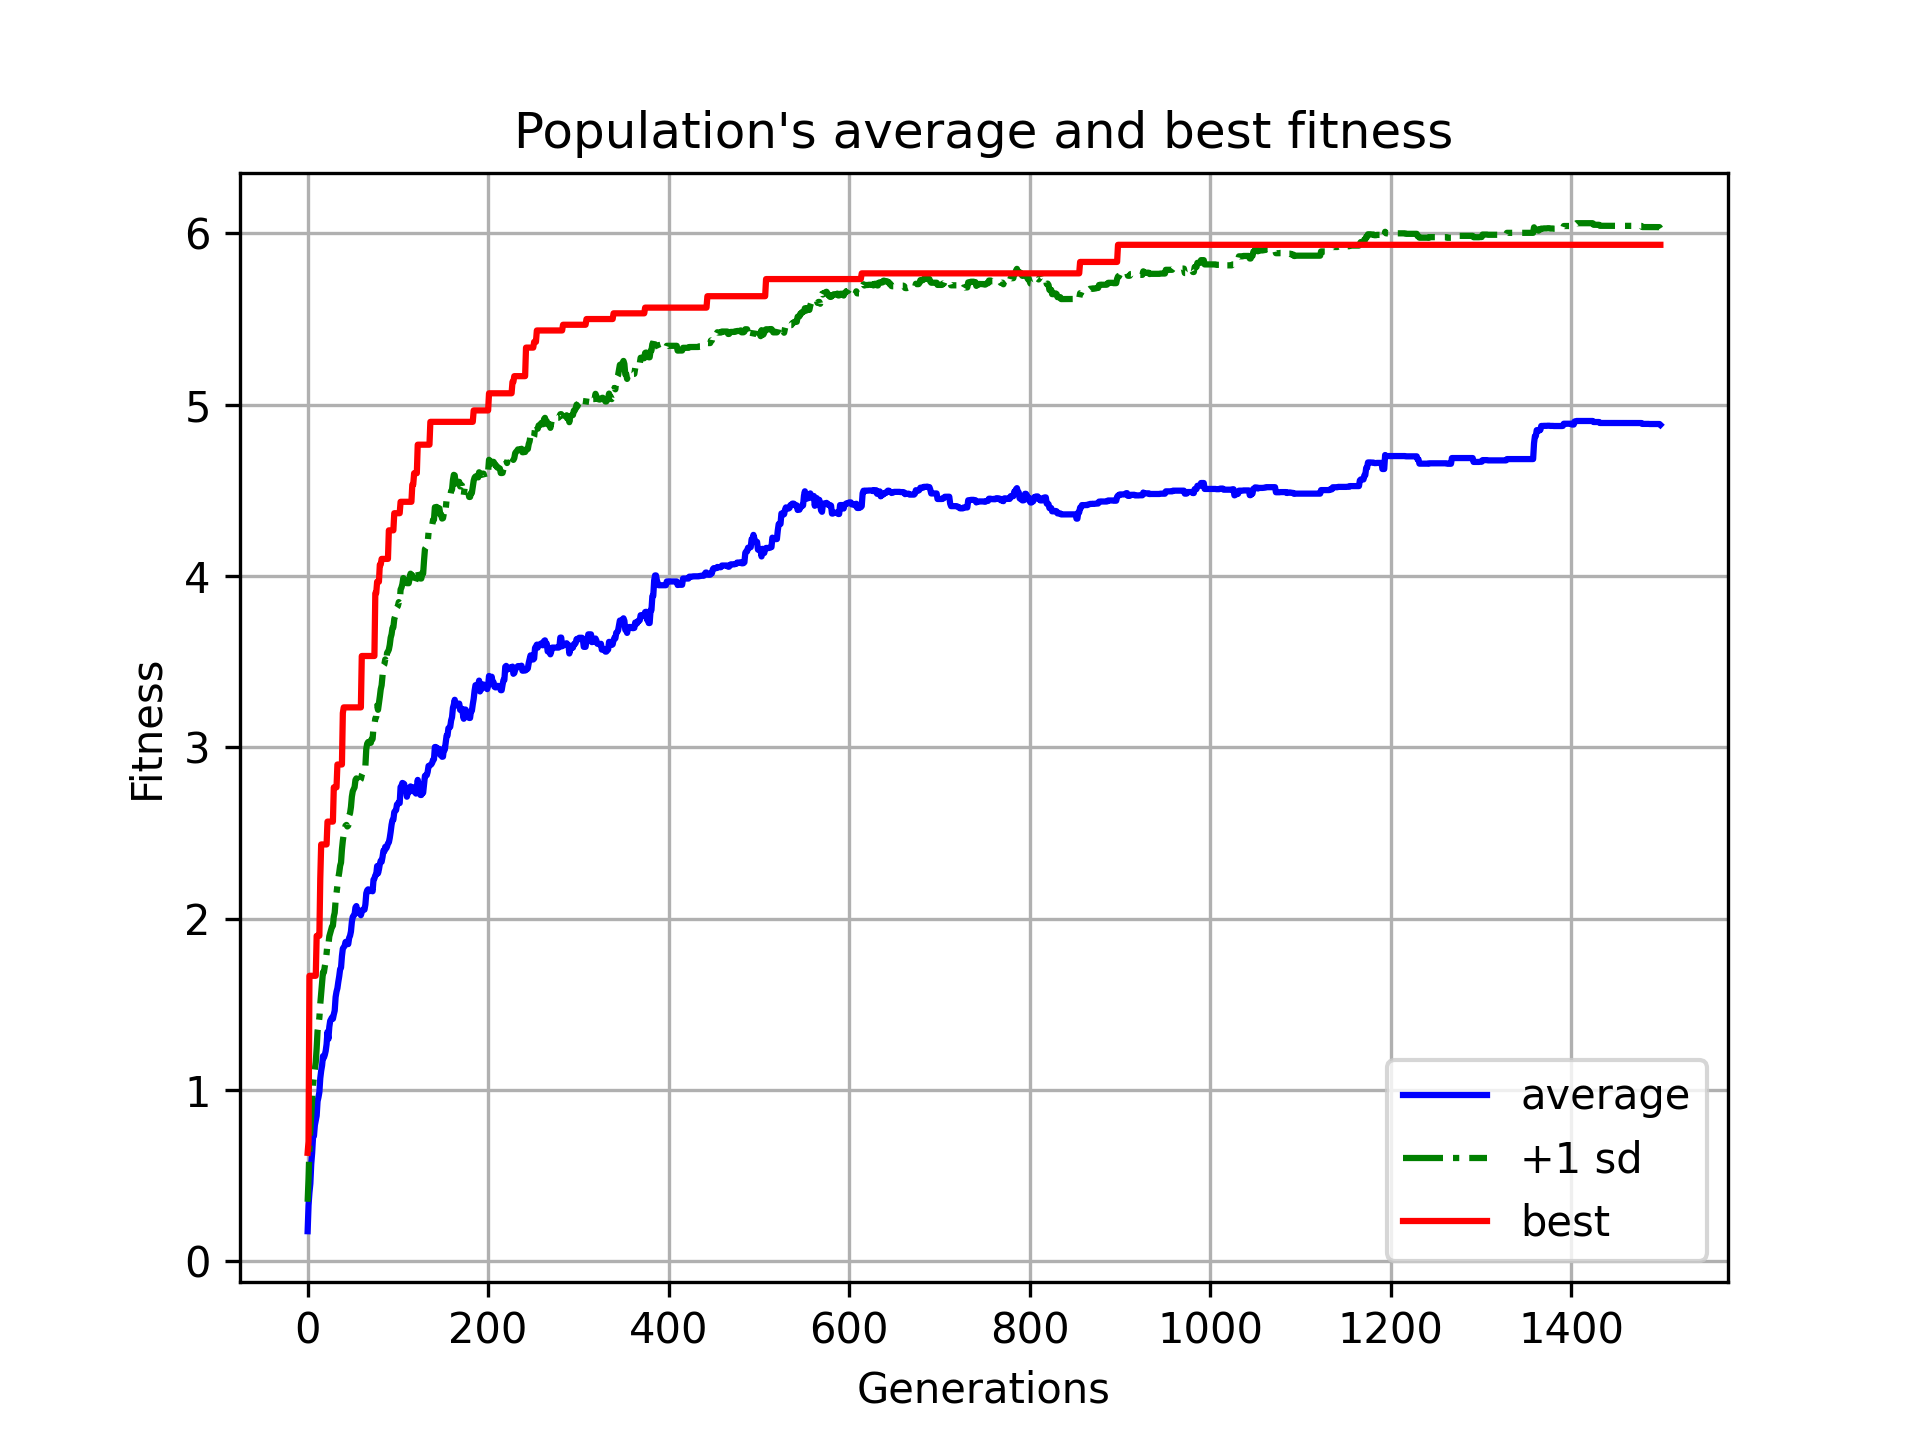 Population's average and best fitness
Fitness
6
5
4
3
2
1
0
0 200 400 600 800 1000 1200 1400
Generations
average
+1 sd
best